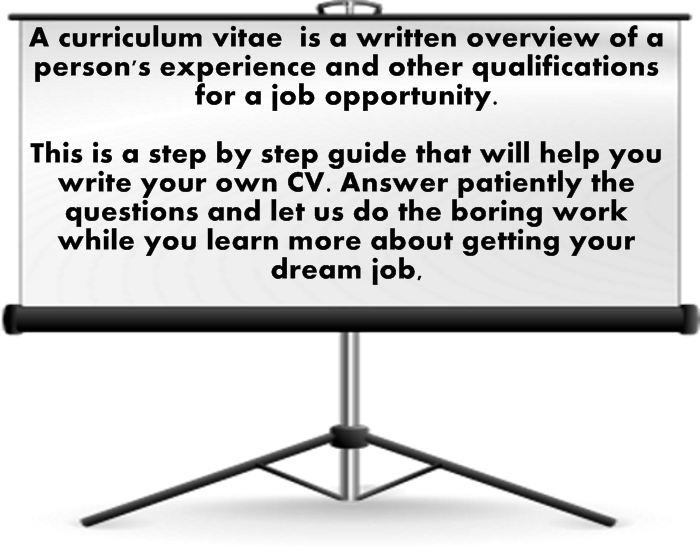 A curriculum vitae is a written overview of a
person's experience and other qualifications
for a job opportunity.
This is a step by step guide that will help you
write your own CV. Answer patiently the
questions and let us do the boring work
while you learn more about getting your
dream job,